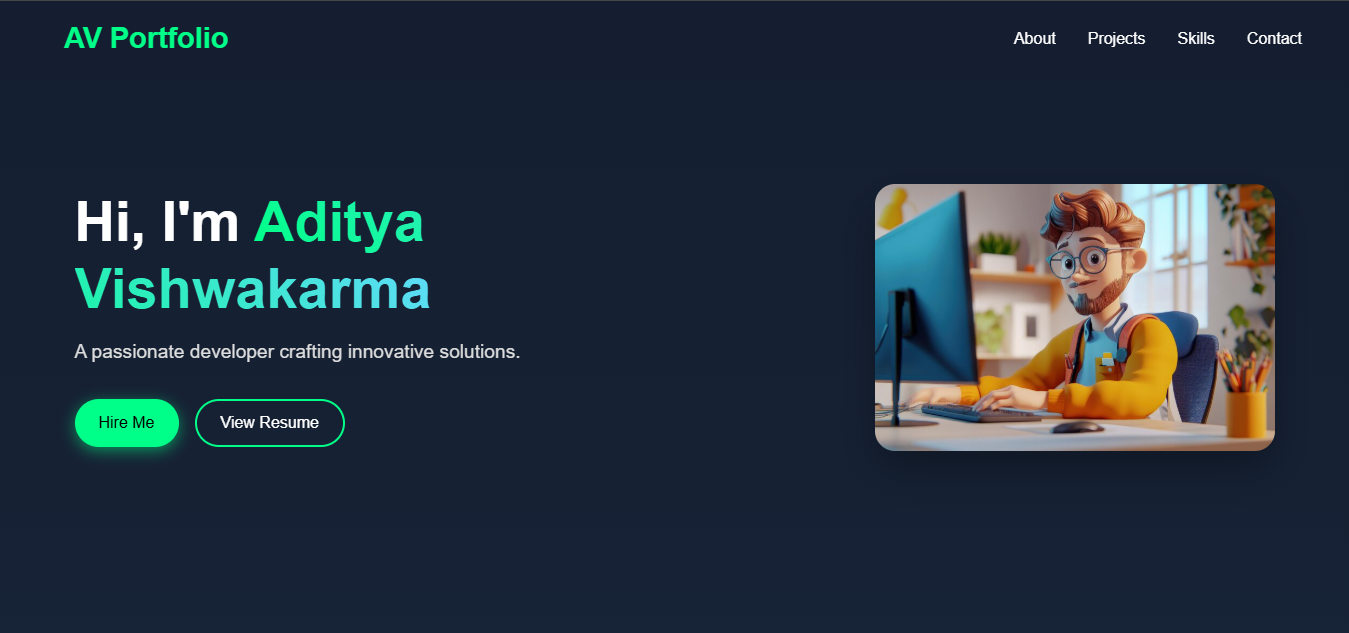 AV Portfolio
About
Projects
Skills
Contact
Hi, I'm Aditya
Vishwakarma
A passionate developer crafting innovative solutions.
Hire Me
View Resume